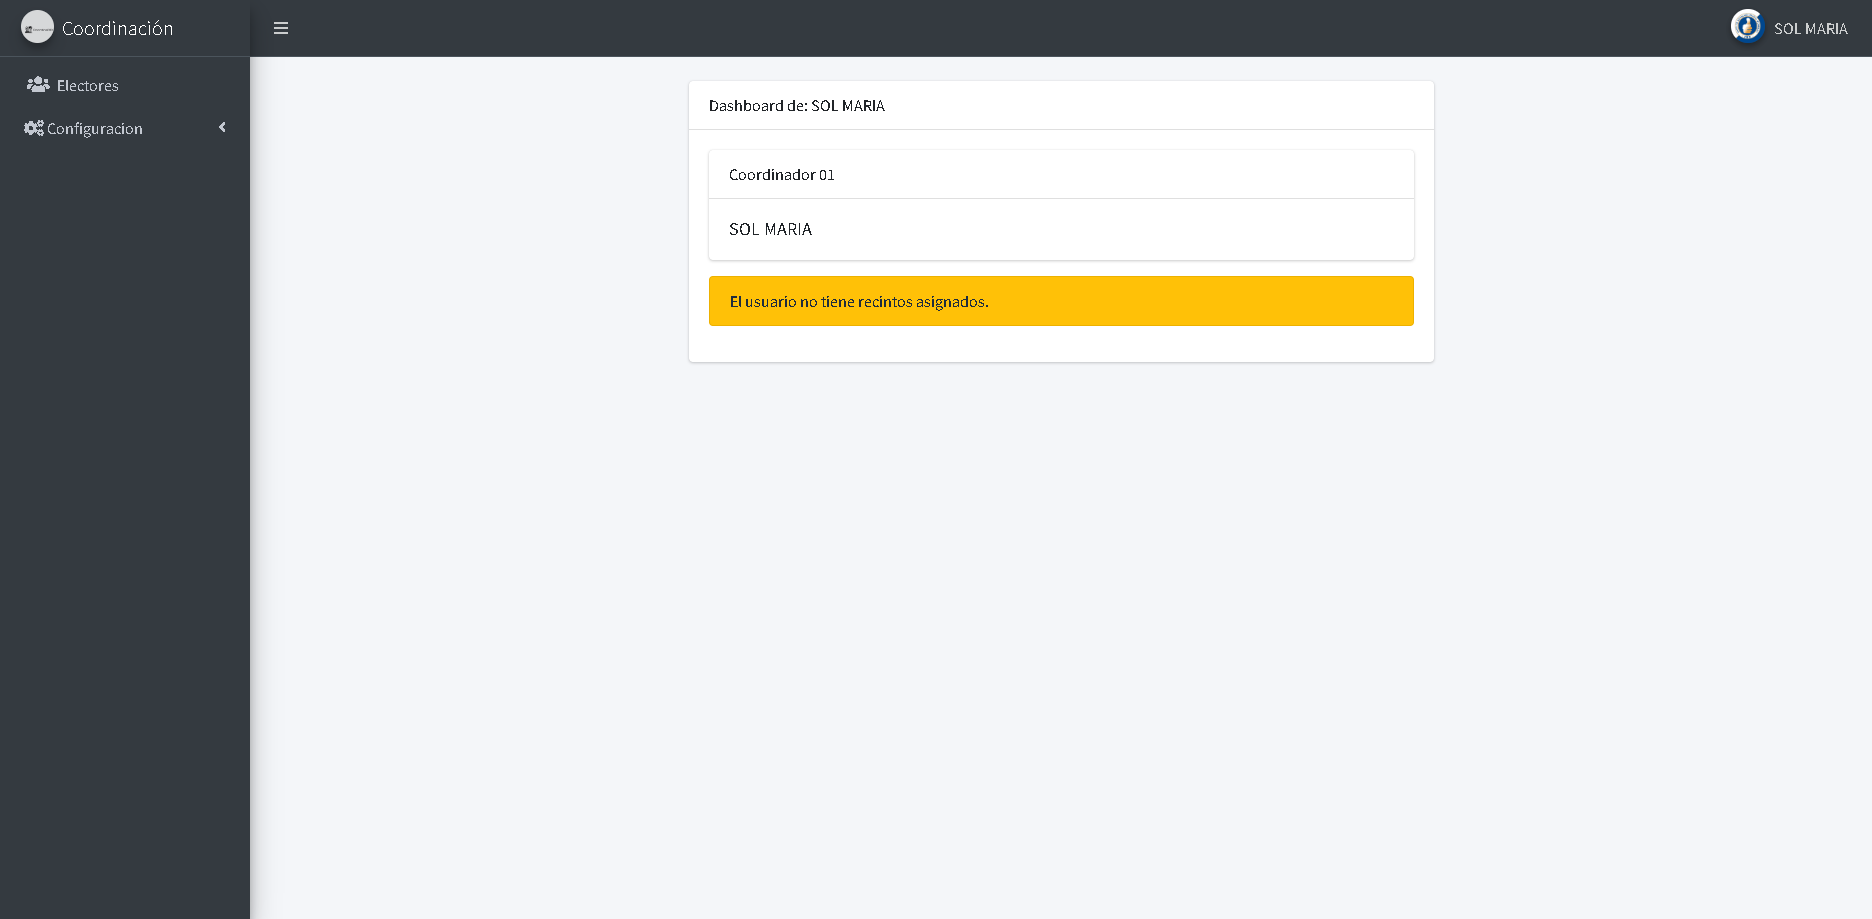 Coordinación
SOL MARIA
Electores
Configuracion
Dashboard de: SOL MARIA
Coordinador 01
SOL MARIA
El usuario no tiene recintos asignados.